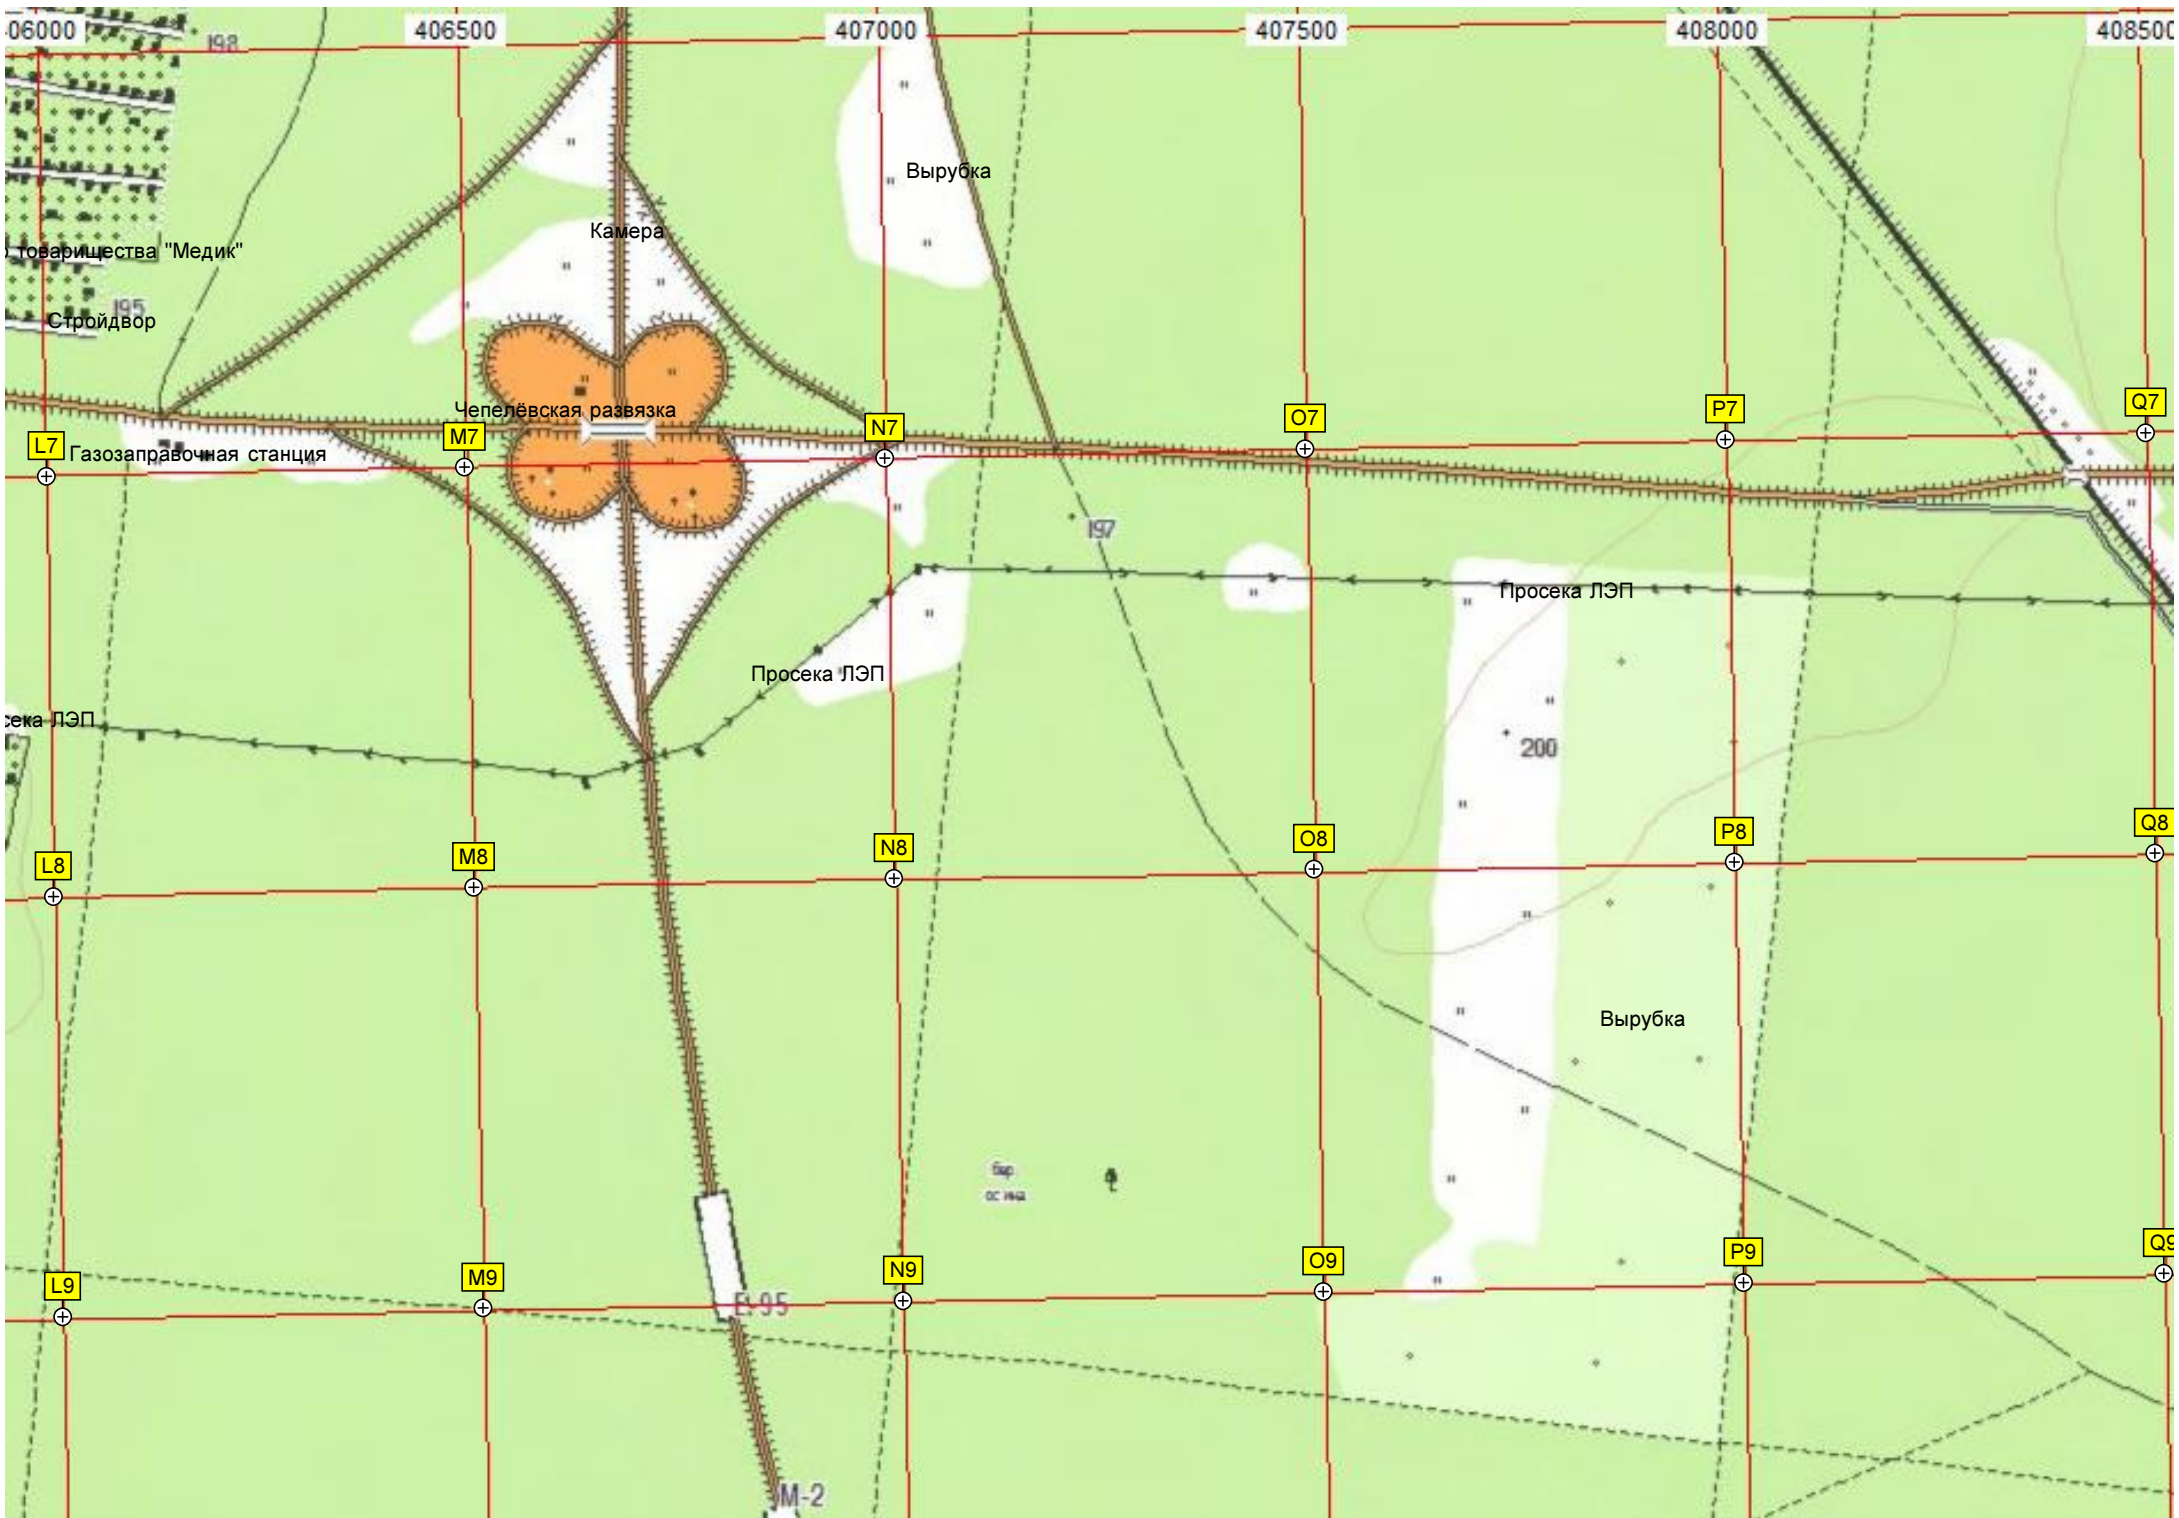 06000 406500 407000 407500 408000 408500
198
Вырубка
Камера
товарищества "Медик"
195
Стройдвор
Чепелёвская развязка
L7 M7 N7 O7 P7 Q7
Газозаправочная станция
197
Просека ЛЭП
Просека ЛЭП
сека ЛЭП
200
L8 M8 N8 O8 P8 Q8
Вырубка
L9 M9 N9 O9 P9 Q9
E-95
M-2